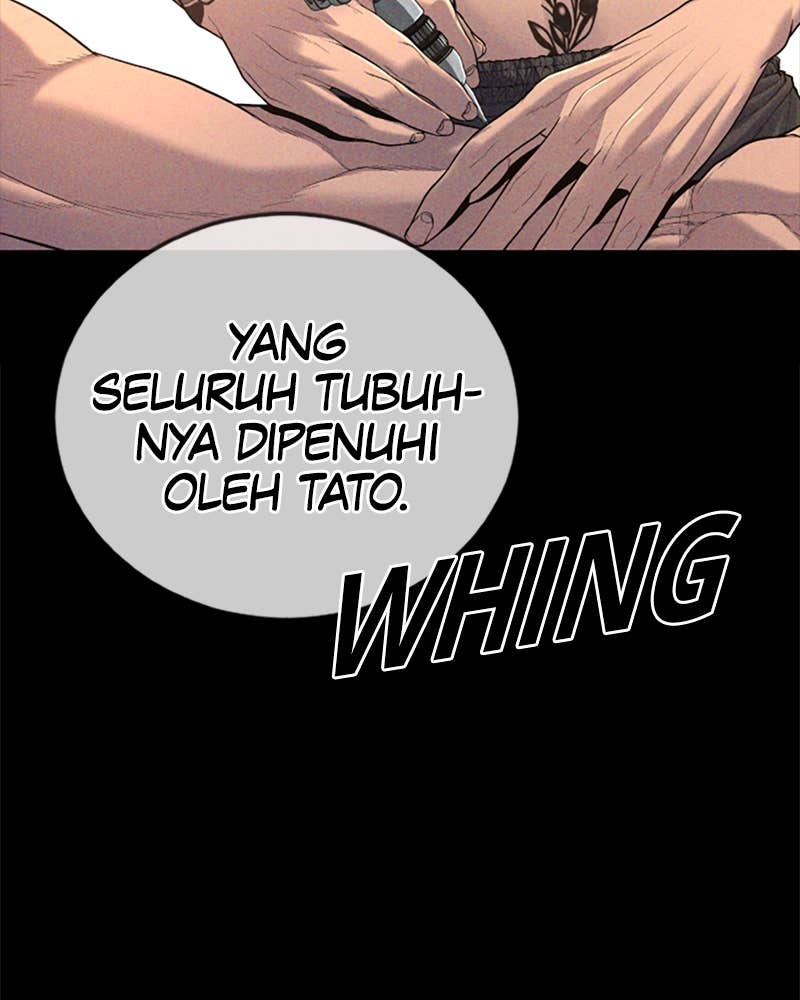 YANG
SELURUH TUBUH-
NYA DIPENUHI
OLEH TATO.
WHING